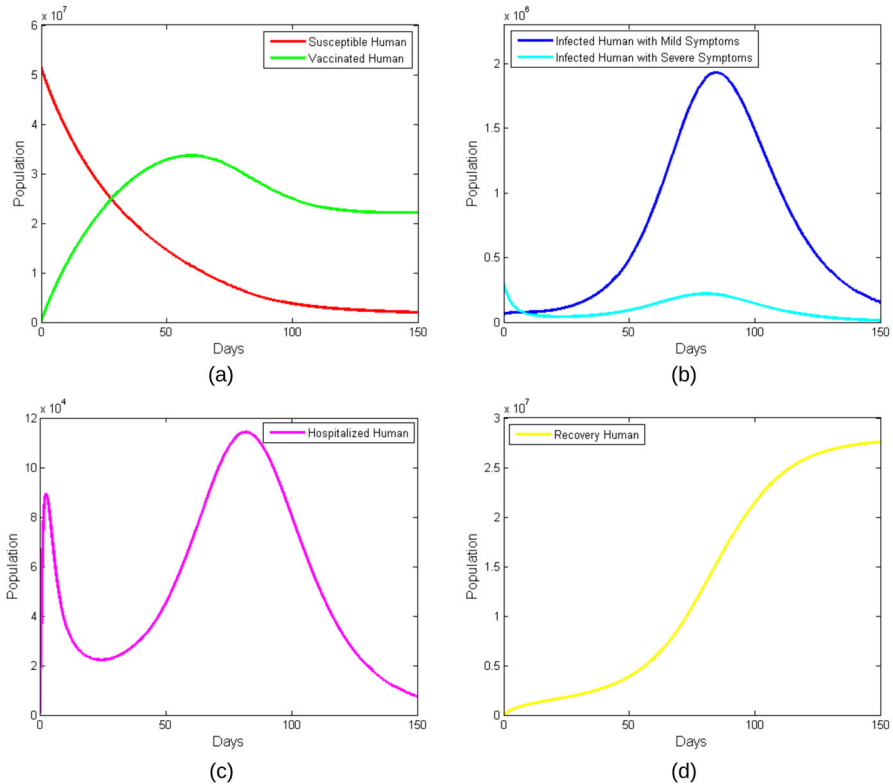 x 10^7
6
5
4
3
2
1
0
Population
0 50 100 150
Days
Susceptible Human
Vaccinated Human
(a)
x 10^6
2
1.5
1
0.5
0
Population
0 50 100 150
Days
Infected Human with Mild Symptoms
Infected Human with Severe Symptoms
(b)
x 10^4
12
10
8
6
4
2
0
Population
0 50 100 150
Days
Hospitalized Human
(c)
x 10^7
3
2.5
2
1.5
1
0.5
0
Population
0 50 100 150
Days
Recovery Human
(d)